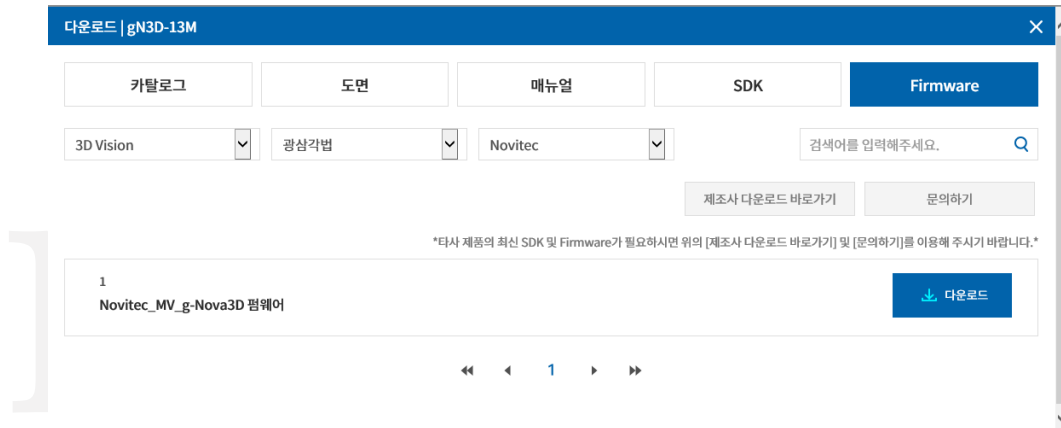 다운로드 | gN3D-13M
카탈로그 도면 매뉴얼 SDK Firmware
3D Vision 광삼각법 Novitec 검색어를 입력해주세요.
제조사 다운로드 바로가기 문의하기
*타사 제품의 최신 SDK 및 Firmware가 필요하시면 위의 [제조사 다운로드 바로가기] 및 [문의하기]를 이용해 주시기 바랍니다.*
1
Novitec_MV_g-Nova3D 펌웨어 다운로드
1